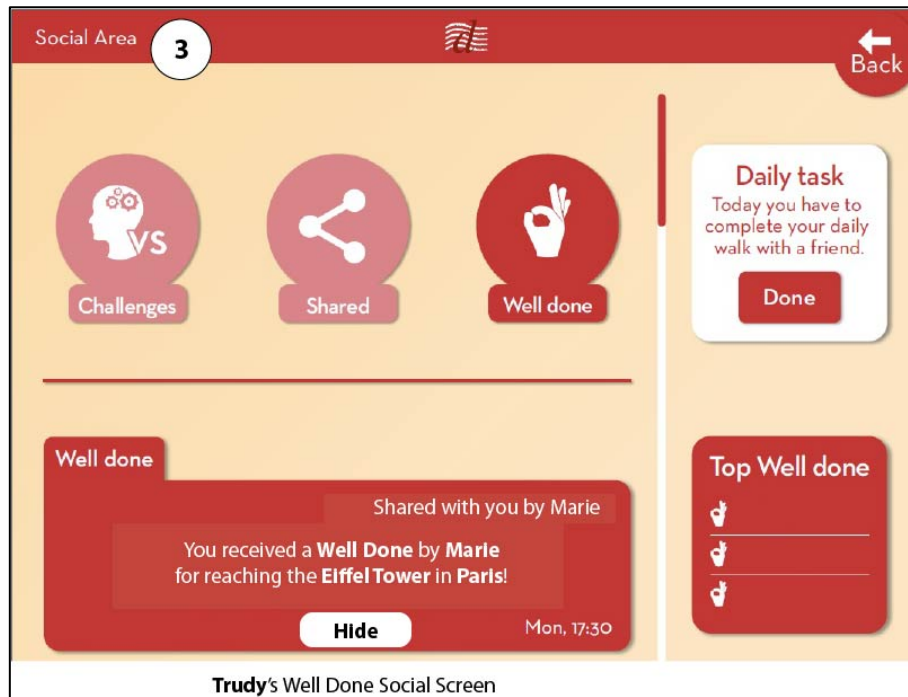 Social Area
3
Back
VS
Challenges
Shared
Well done
Daily task
Today you have to
complete your daily
walk with a friend.
Done
Well done
Shared with you by Marie
You received a Well Done by Marie
for reaching the Eiffel Tower in Paris!
Hide
Mon, 17:30
Top Well done
Trudy's Well Done Social Screen